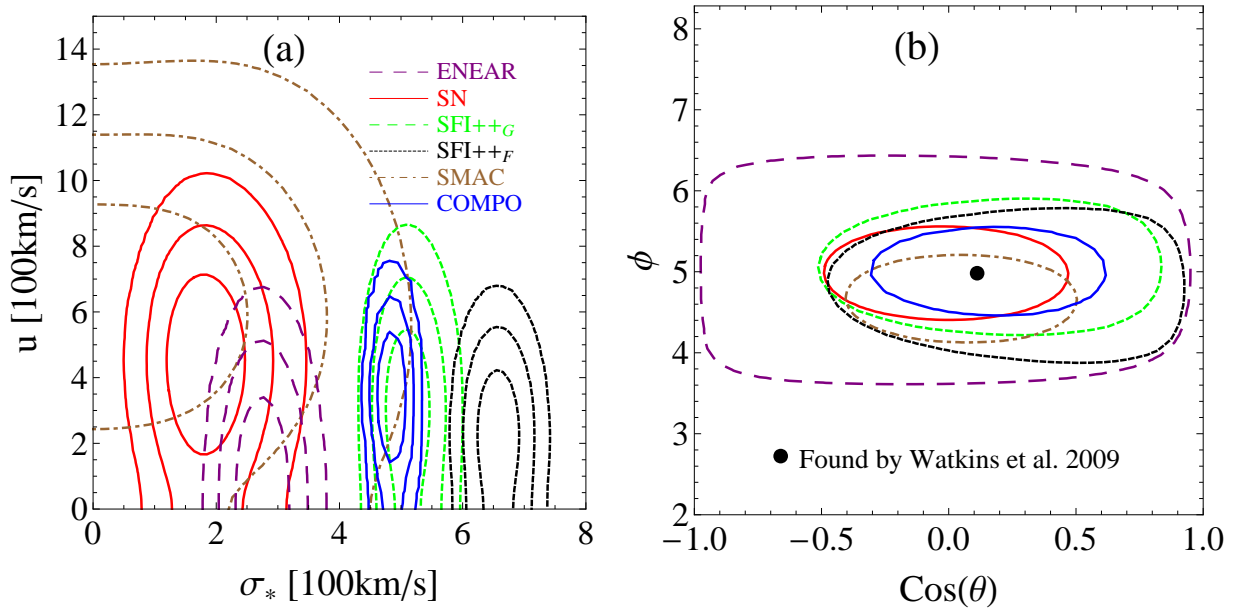 (a)
ENEAR
SN
SFI++G
SFI++F
SMAC
COMPO
14
12
10
8
6
4
2
0
u [100km/s]
0 2 4 6 8
σ* [100km/s]
(b)
8
7
6
5
4
3
2
ϕ
Found by Watkins et al. 2009
−1.0 −0.5 0.0 0.5 1.0
Cos(θ)